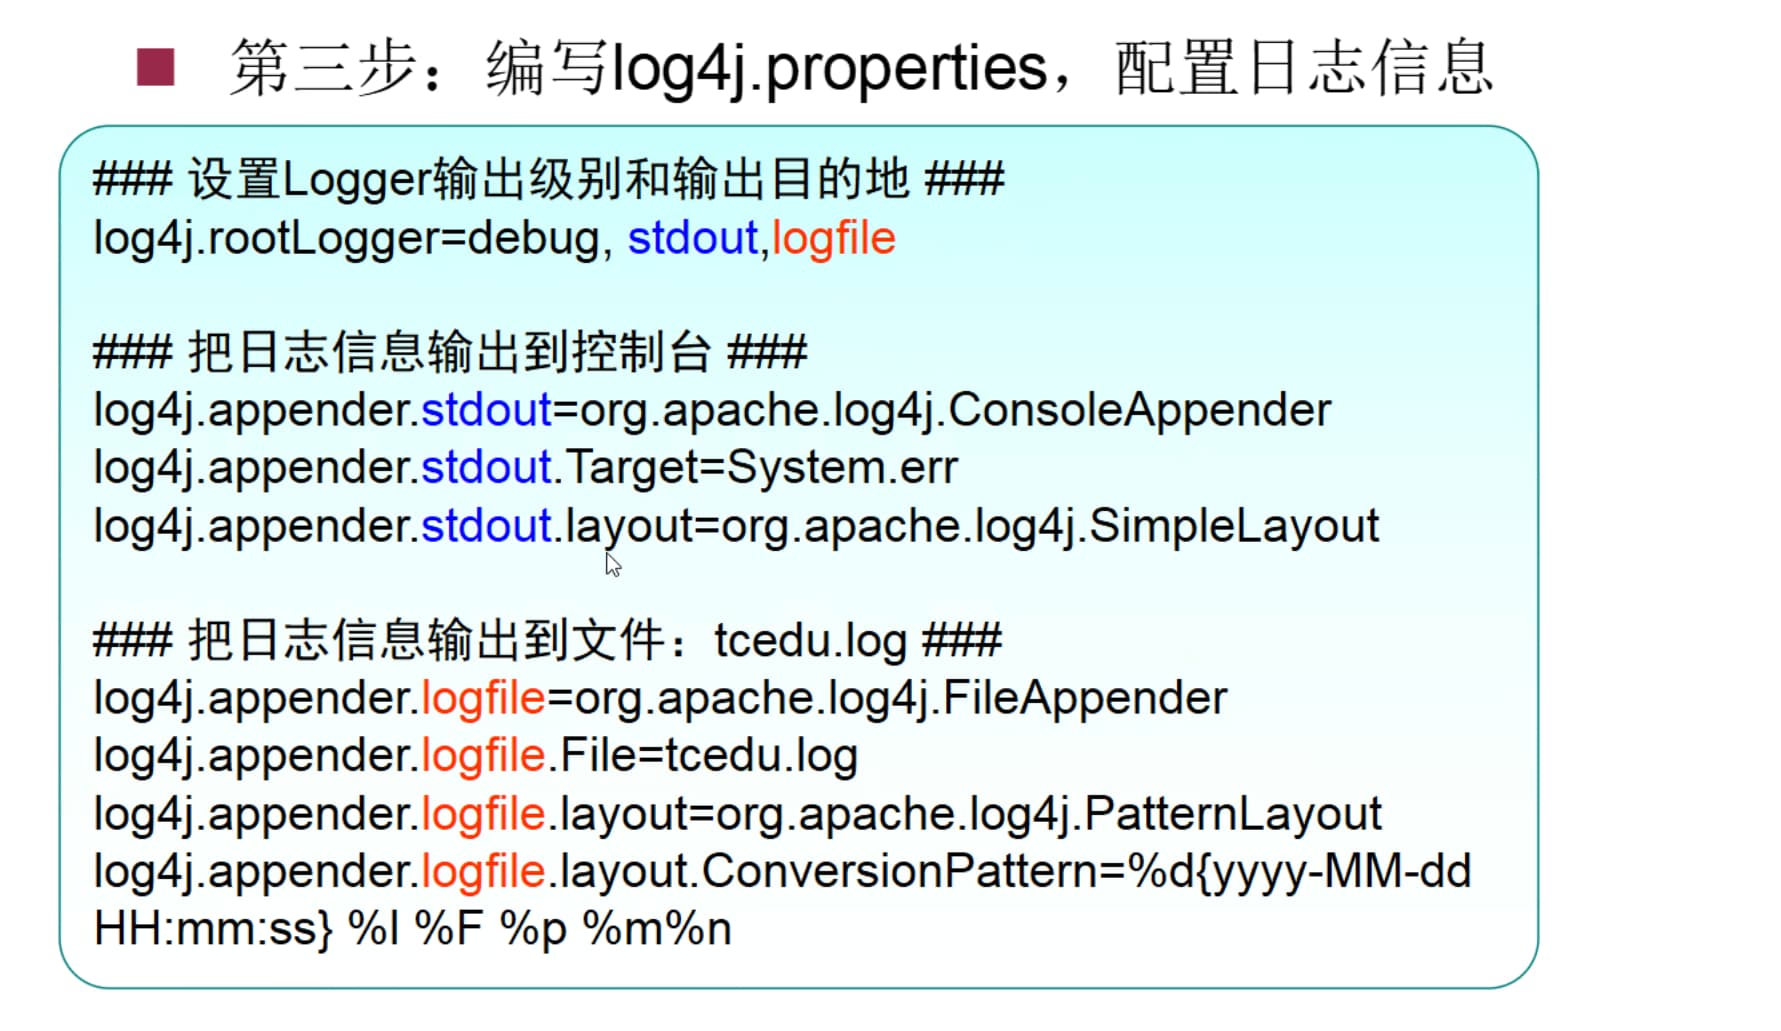 第三步：编写log4j.properties，配置日志信息
### 设置Logger输出级别和输出目的地 ###
log4j.rootLogger=debug, stdout,logfile
### 把日志信息输出到控制台 ###
log4j.appender.stdout=org.apache.log4j.ConsoleAppender
log4j.appender.stdout.Target=System.err
log4j.appender.stdout.layout=org.apache.log4j.SimpleLayout
### 把日志信息输出到文件：tcedu.log ###
log4j.appender.logfile=org.apache.log4j.FileAppender
log4j.appender.logfile.File=tcedu.log
log4j.appender.logfile.layout=org.apache.log4j.PatternLayout
log4j.appender.logfile.layout.ConversionPattern=%d{yyyy-MM-dd
HH:mm:ss} %l %F %p %m%n